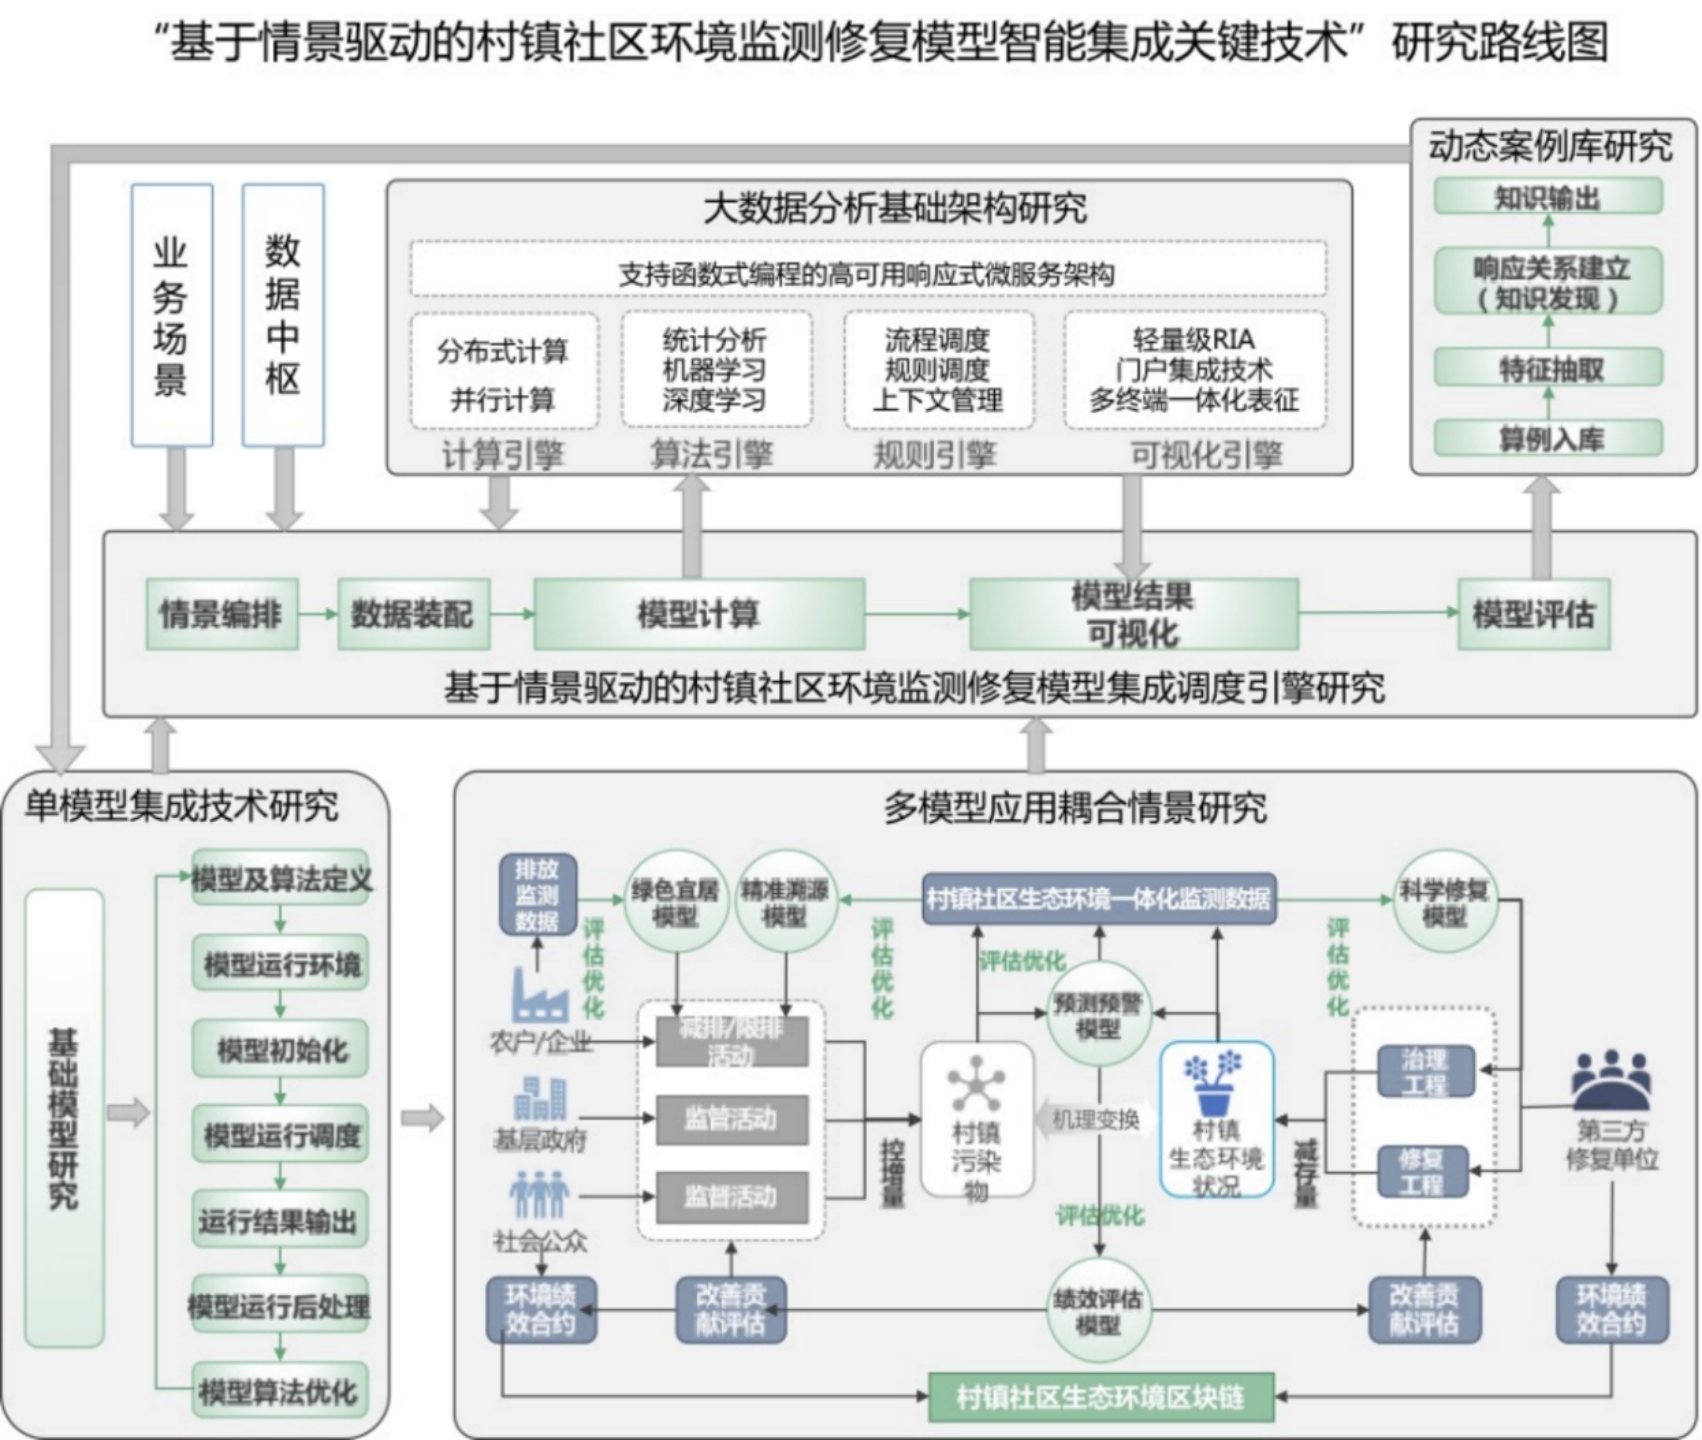 “基于情景驱动的村镇社区环境监测修复模型智能集成关键技术”研究路线图
动态案例库研究
知识输出
响应关系建立
（知识发现）
特征抽取
算例入库
业务场景
数据中枢
大数据分析基础架构研究
支持函数式编程的高可用响应式微服务架构
分布式计算
并行计算
计算引擎
统计分析
机器学习
深度学习
算法引擎
流程调度
规则调度
上下文管理
规则引擎
轻量级RIA
门户集成技术
多终端一体化表征
可视化引擎
情景编排
数据装配
模型计算
模型结果
可视化
模型评估
基于情景驱动的村镇社区环境监测修复模型集成调度引擎研究
单模型集成技术研究
基础模型研究
模型及算法定义
模型运行环境
模型初始化
模型运行调度
运行结果输出
模型运行后处理
模型算法优化
多模型应用耦合情景研究
排放
监测
数据
评估优化
绿色宜居
模型
精准溯源
模型
评估优化
村镇社区生态环境一体化监测数据
评估优化
科学修复
模型
评估优化
预测预警
模型
农户/企业
减排/限排
活动
基层政府
监管活动
社会公众
监督活动
控增量
村镇
污染
物
机理变换
村镇
生态环境
状况
减存量
治理
工程
修复
工程
第三方
修复单位
评估优化
环境绩
效合约
改善贡
献评估
绩效评估
模型
改善贡
献评估
环境绩
效合约
村镇社区生态环境区块链